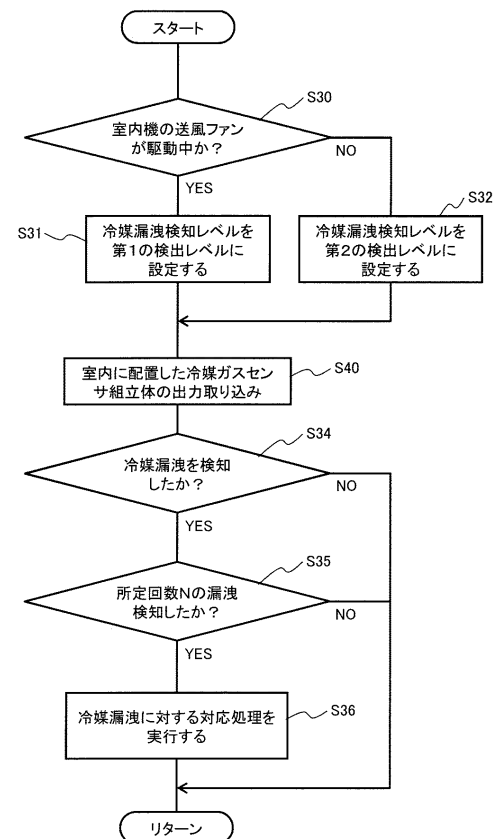 スタート
S30
室内機の送風ファン
が駆動中か?
NO
YES
S31
冷媒漏洩検知レベルを
第1の検出レベルに
設定する
S32
冷媒漏洩検知レベルを
第2の検出レベルに
設定する
室内に配置した冷媒ガスセン
サ組立体の出力取り込み
S40
S34
冷媒漏洩を検知
したか?
NO
YES
S35
所定回数Nの漏洩
検知したか?
NO
YES
冷媒漏洩に対する対応処理を
実行する
S36
リターン